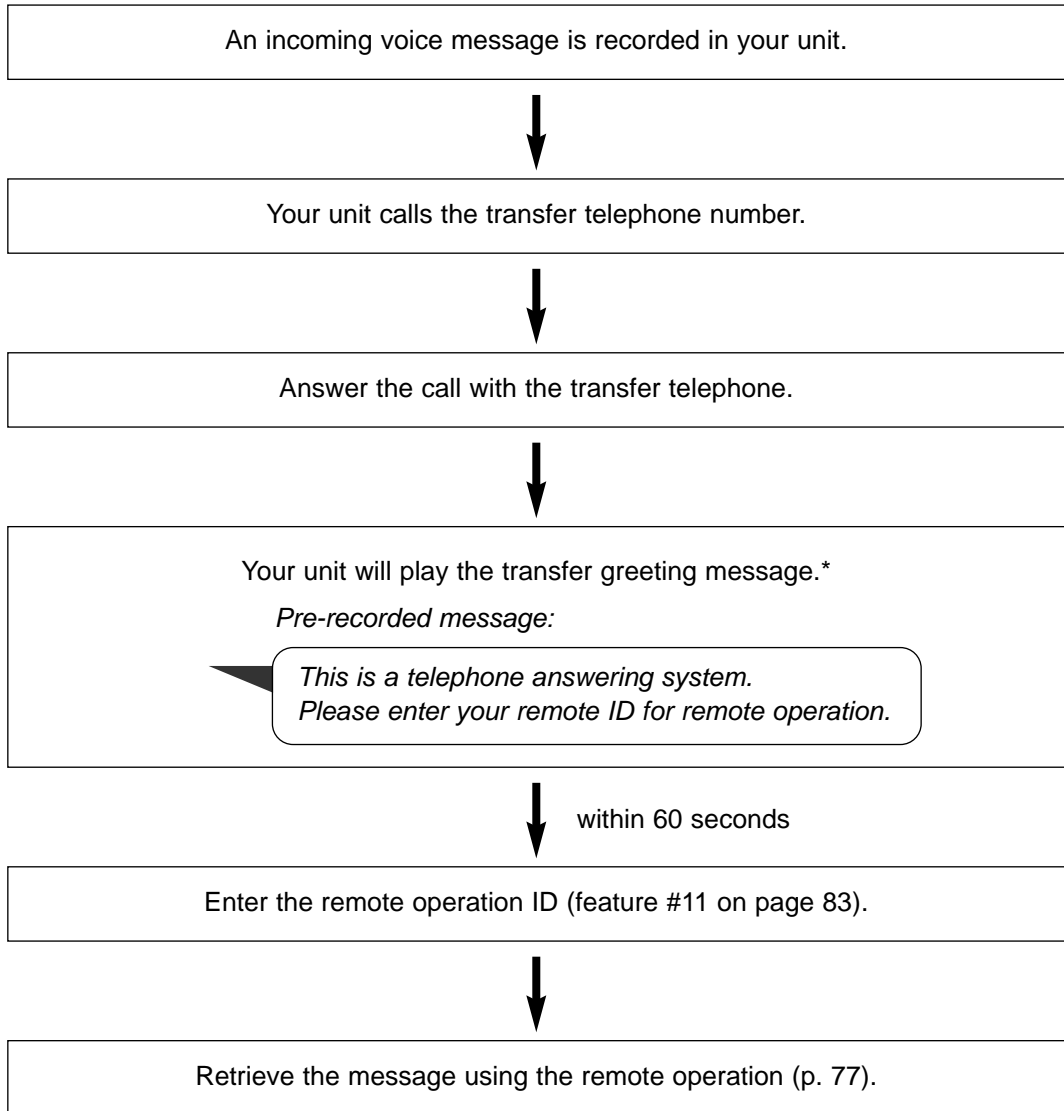 An incoming voice message is recorded in your unit.
Your unit calls the transfer telephone number.
Answer the call with the transfer telephone.
Your unit will play the transfer greeting message.*
Pre-recorded message:
This is a telephone answering system.
Please enter your remote ID for remote operation.
within 60 seconds
Enter the remote operation ID (feature #11 on page 83).
Retrieve the message using the remote operation (p. 77).